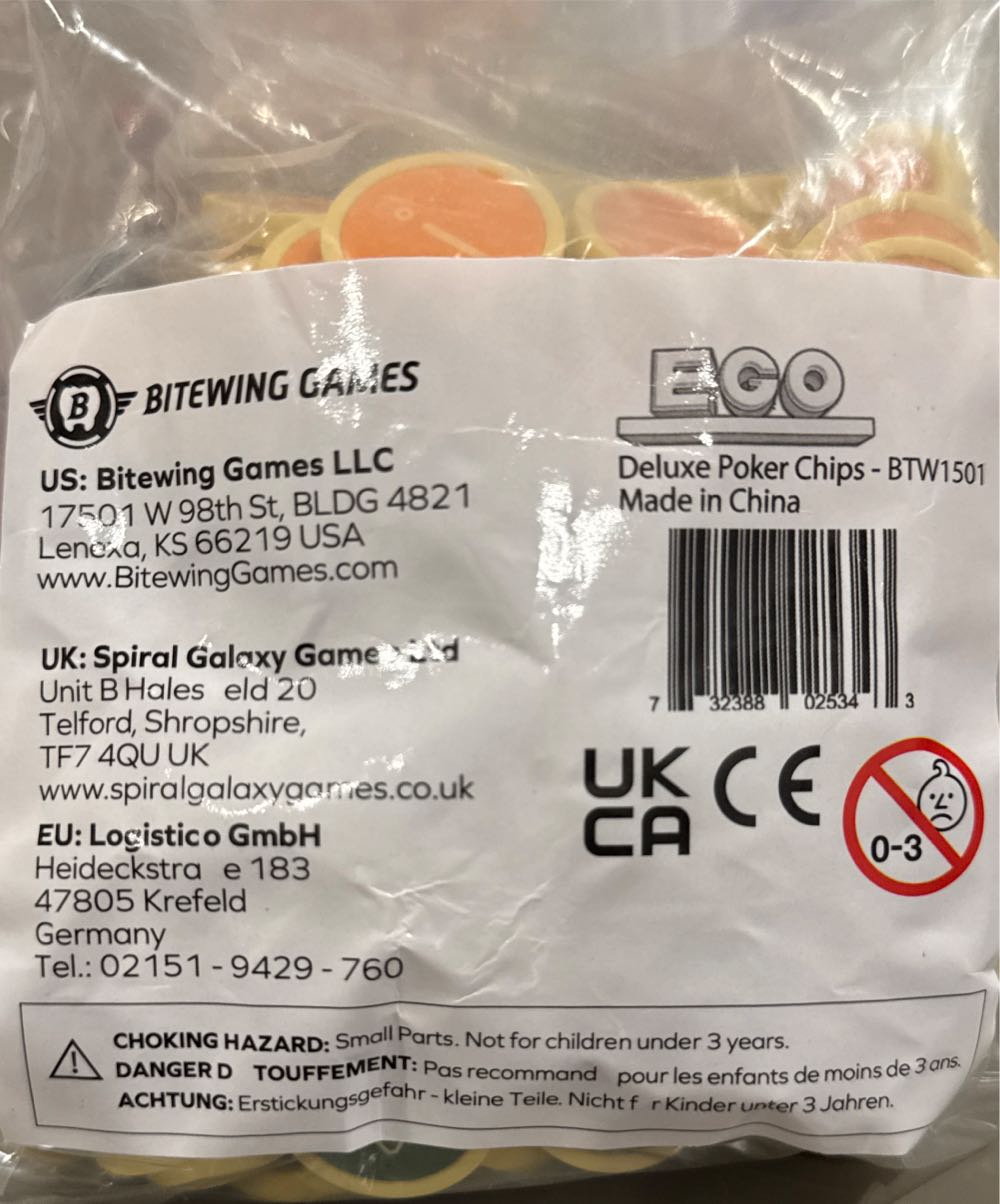 B
BITEWING GAMES
US: Bitewing Games LLC
17501 W 98th St, BLDG 4821
Lenexa, KS 66219 USA
www.BitewingGames.com
UK: Spiral Galaxy Games Ltd
Unit B Hales eld 20
Telford, Shropshire,
TF7 4QU UK
www.spiralgalaxygames.co.uk
EU: Logistico GmbH
Heideckstra e 183
47805 Krefeld
Germany
Tel.: 02151 - 9429 - 760
EGO
Deluxe Poker Chips - BTW1501
Made in China
7 32388 02534 3
UK
CA
CE
0-3
CHOKING HAZARD: Small Parts. Not for children under 3 years.
DANGER D TOUFFEMENT: Pas recommand pour les enfants de moins de 3 ans.
ACHTUNG: Erstickungsgefahr - kleine Teile. Nicht f r Kinder unter 3 Jahren.